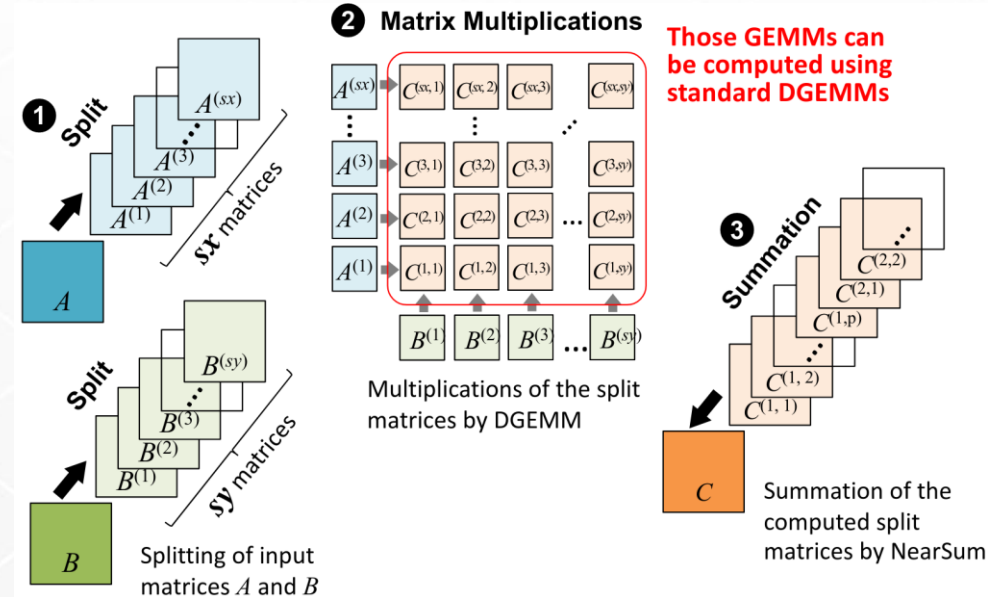 ❶ Split
A(sx)
A(3)
A(2)
A(1)
sx matrices
A
Split
B(sy)
B(3)
B(2)
B(1)
sy matrices
B
Splitting of input
matrices A and B
❷ Matrix Multiplications
A(sx) C(sx, 1) C(sx, 2) C(sx,3) C(sx,sy)
A(3) C(3, 1) C(3,2) C(3, 3) C(3,sy)
A(2) C(2, 1) C(2,2) C(2,3) ... C(2,sy)
A(1) C(1, 1) C(1,2) C(1,3) C(1,sy)
B(1) B(2) B(3) ... B(sy)
Multiplications of the split
matrices by DGEMM
Those GEMMs can
be computed using
standard DGEMMs
❸ Summation
C(2,2)
C(2,1)
C(1,p)
C(1, 2)
C(1, 1)
C
Summation of the
computed split
matrices by NearSum